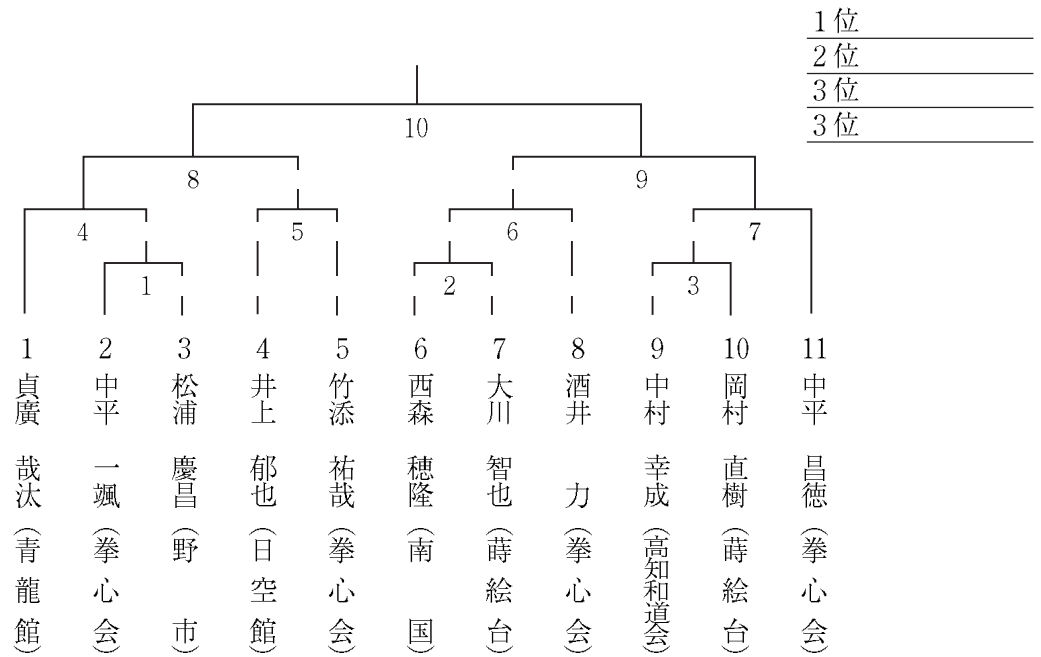 1位
2位
3位
3位
10
8
9
4
5
6
7
1
2
3
1 貞廣 哉汰(青龍館)
2 中平 一颯(拳心会)
3 松浦 慶昌(野市)
4 井上 郁也(日空館)
5 竹添 祐哉(拳心会)
6 西森 穂隆(南国)
7 大川 智也(蒔絵台)
8 酒井 力(拳心会)
9 中村 幸成(高知和道会)
10 岡村 直樹(蒔絵台)
11 中平 昌徳(拳心会)